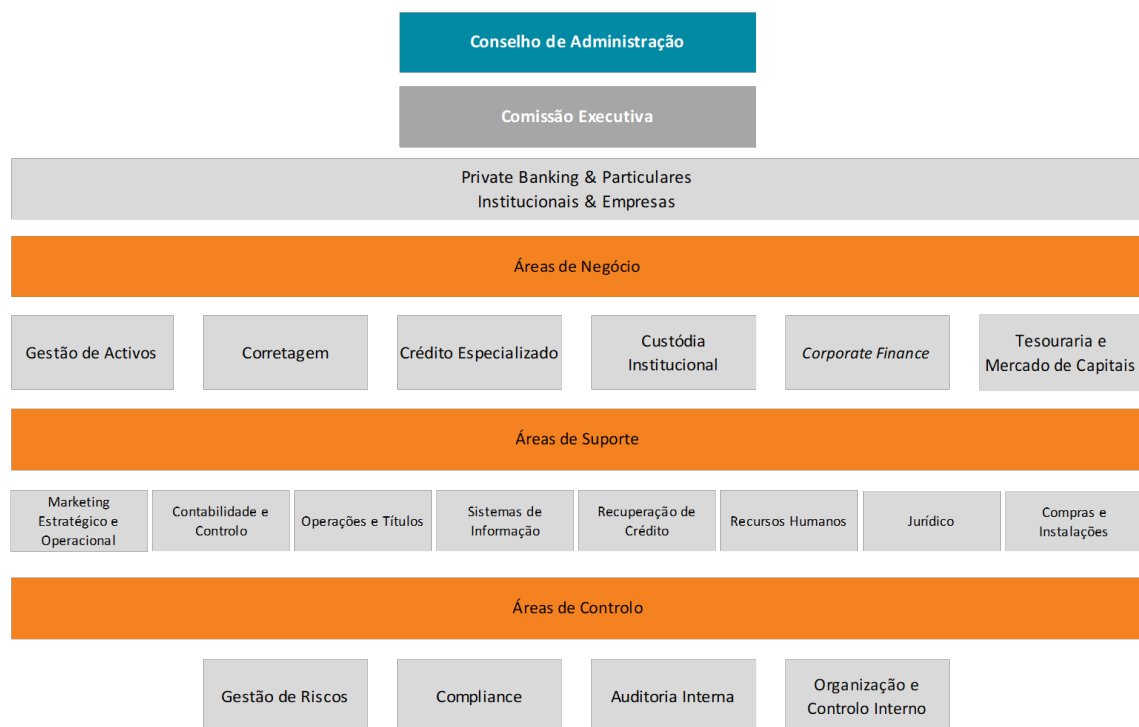 Conselho de Administração
Comissão Executiva
Private Banking & Particulares
Institucionais & Empresas
Áreas de Negócio
Gestão de Activos
Corretagem
Crédito Especializado
Custódia
Institucional
Corporate Finance
Tesouraria e
Mercado de Capitais
Áreas de Suporte
Marketing
Estratégico e
Operacional
Contabilidade e
Controlo
Operações e Títulos
Sistemas de
Informação
Recuperação de
Crédito
Recursos Humanos
Jurídico
Compras e
Instalações
Áreas de Controlo
Gestão de Riscos
Compliance
Auditoria Interna
Organização e
Controlo Interno